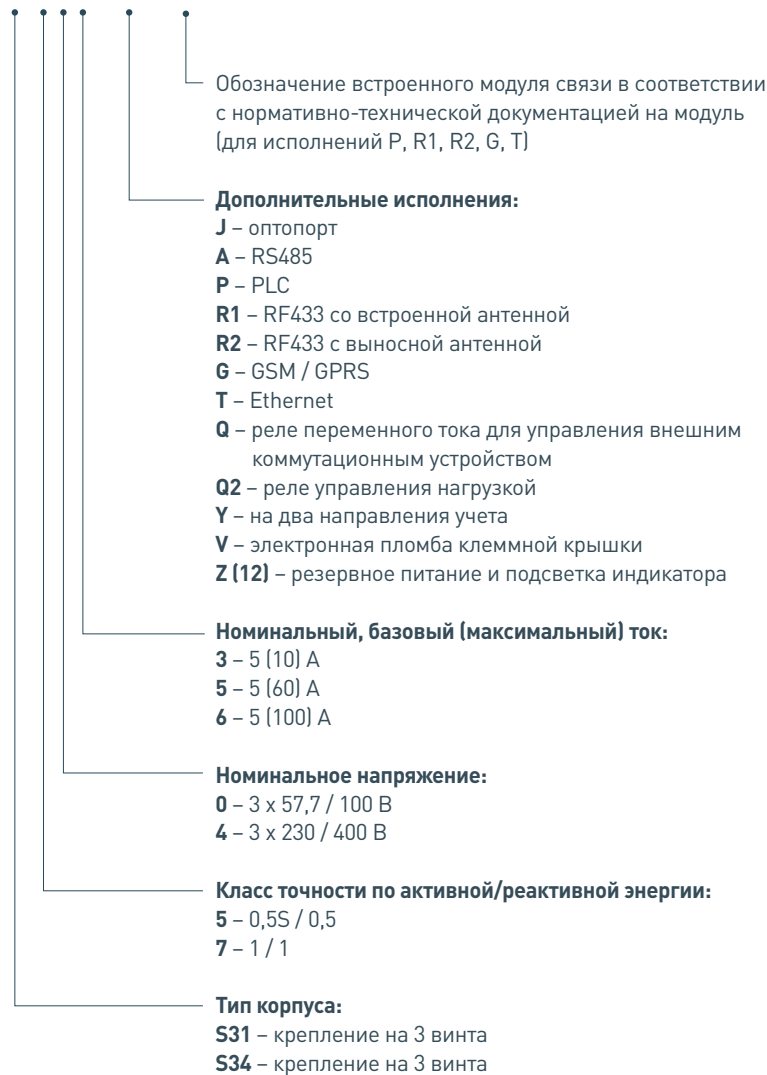 Обозначение встроенного модуля связи в соответствии
с нормативно-технической документацией на модуль
(для исполнений P, R1, R2, G, T)
Дополнительные исполнения:
J – оптопорт
A – RS485
P – PLC
R1 – RF433 со встроенной антенной
R2 – RF433 с выносной антенной
G – GSM / GPRS
T – Ethernet
Q – реле переменного тока для управления внешним
коммутационным устройством
Q2 – реле управления нагрузкой
Y – на два направления учета
V – электронная пломба клеммной крышки
Z (12) – резервное питание и подсветка индикатора
Номинальный, базовый (максимальный) ток:
3 – 5 (10) А
5 – 5 (60) А
6 – 5 (100) А
Номинальное напряжение:
0 – 3 x 57,7 / 100 В
4 – 3 x 230 / 400 В
Класс точности по активной/реактивной энергии:
5 – 0,5S / 0,5
7 – 1 / 1
Тип корпуса:
S31 – крепление на 3 винта
S34 – крепление на 3 винта